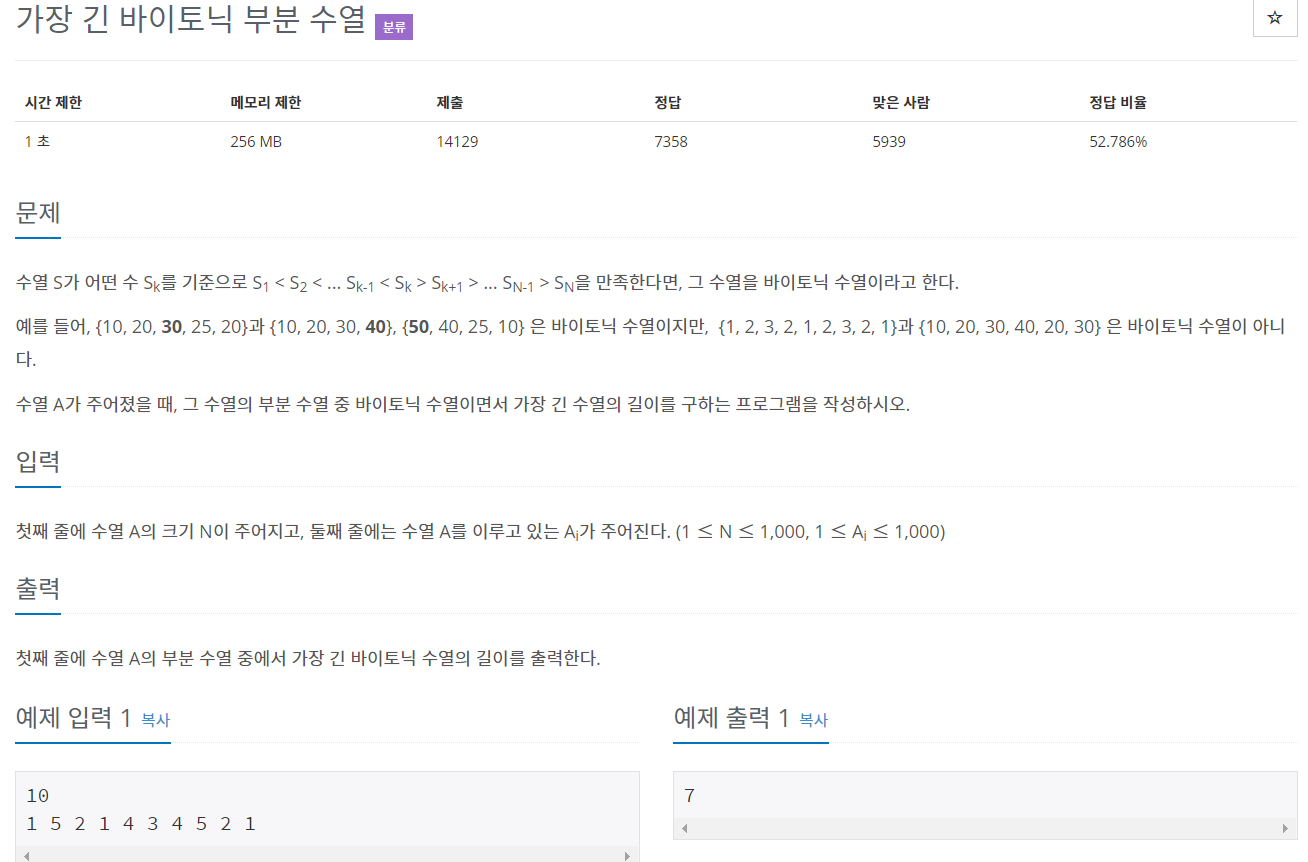 가장 긴 바이토닉 부분 수열 분류
☆
시간 제한 메모리 제한 제출 정답 맞은 사람 정답 비율
1 초 256 MB 14129 7358 5939 52.786%
문제
수열 S가 어떤 수 Sk를 기준으로 S1 < S2 < ... Sk-1 < Sk > Sk+1 > ... SN-1 > SN을 만족한다면, 그 수열을 바이토닉 수열이라고 한다.
예를 들어, {10, 20, 30, 25, 20}과 {10, 20, 30, 40}, {50, 40, 25, 10} 은 바이토닉 수열이지만,  {1, 2, 3, 2, 1, 2, 3, 2, 1}과 {10, 20, 30, 40, 20, 30} 은 바이토닉 수열이 아니
다.
수열 A가 주어졌을 때, 그 수열의 부분 수열 중 바이토닉 수열이면서 가장 긴 수열의 길이를 구하는 프로그램을 작성하시오.
입력
첫째 줄에 수열 A의 크기 N이 주어지고, 둘째 줄에는 수열 A를 이루고 있는 Ai가 주어진다. (1 ≤ N ≤ 1,000, 1 ≤ Ai ≤ 1,000)
출력
첫째 줄에 수열 A의 부분 수열 중에서 가장 긴 바이토닉 수열의 길이를 출력한다.
예제 입력 1 복사
10
1 5 2 1 4 3 4 5 2 1
예제 출력 1 복사
7